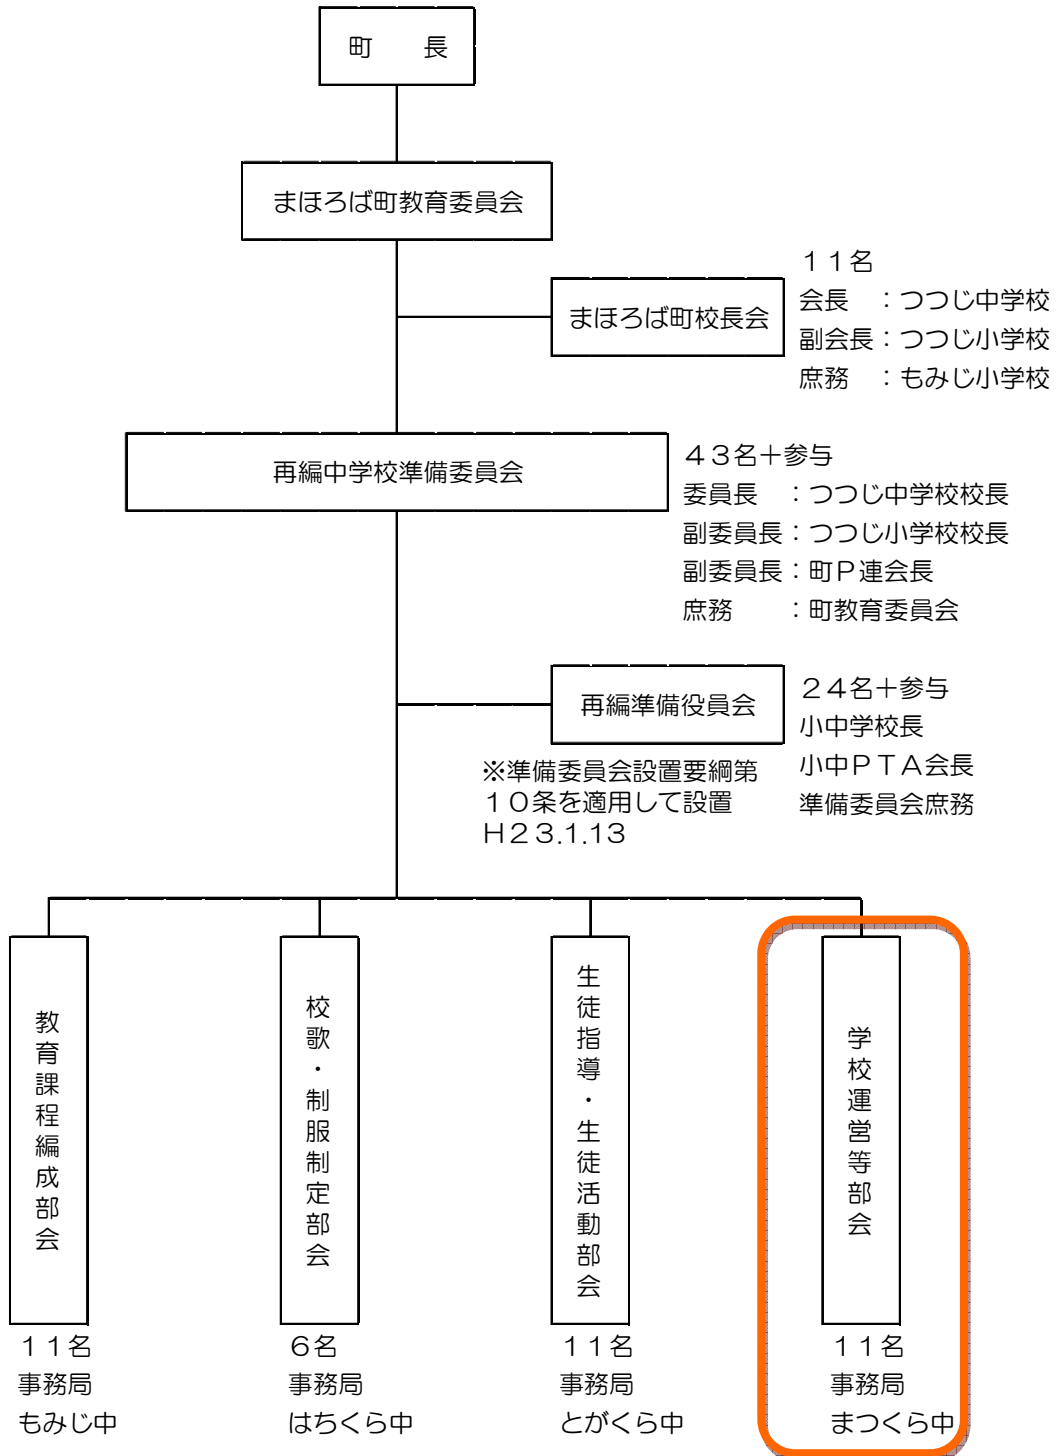 町　長
まほろば町教育委員会
まほろば町校長会
１１名
会長　：つつじ中学校
副会長：つつじ小学校
庶務　：もみじ小学校
再編中学校準備委員会
４３名＋参与
委員長　：つつじ中学校校長
副委員長：つつじ小学校校長
副委員長：町Ｐ連会長
庶務　　：町教育委員会
再編準備役員会
２４名＋参与
小中学校長
小中ＰＴＡ会長
準備委員会庶務
※準備委員会設置要綱第
１０条を適用して設置
Ｈ２３.1.13
教育課程編成部会
１１名
事務局
もみじ中
校歌・制服制定部会
６名
事務局
はちくら中
生徒指導・生徒活動部会
１１名
事務局
とがくら中
学校運営等部会
１１名
事務局
まつくら中